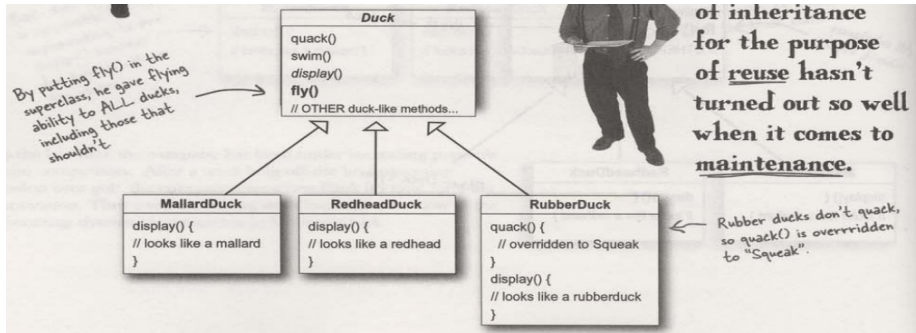 Duck
quack()
swim()
display()
fly()
// OTHER duck-like methods...
By putting fly() in the
superclass, he gave flying
ability to ALL ducks,
including those that
shouldn't
of inheritance
for the purpose
of reuse hasn't
turned out so well
when it comes to
maintenance.
MallardDuck
display() {
// looks like a mallard
}
RedheadDuck
display() {
// looks like a redhead
}
RubberDuck
quack() {
// overridden to Squeak
}
display() {
// looks like a rubberduck
}
Rubber ducks don't quack,
so quack() is overrridden
to "Squeak".